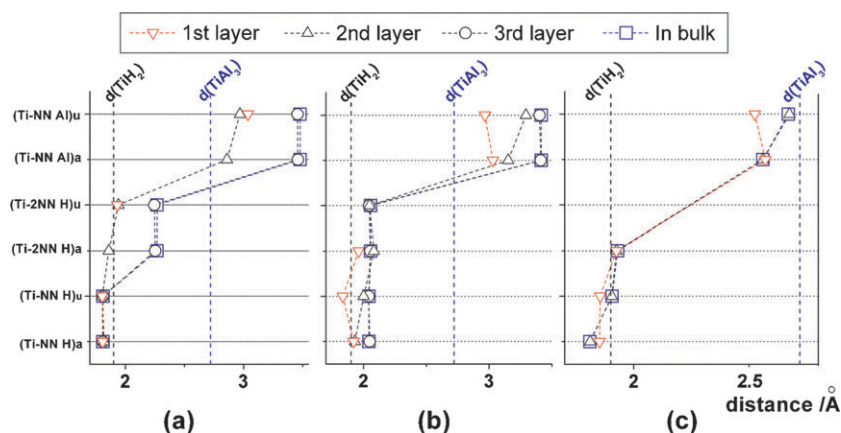 1st layer 2nd layer 3rd layer In bulk
d(TiH2) d(TiAl3) d(TiH2) d(TiAl3) d(TiH2) d(TiAl3)
(Ti-NN Al)u
(Ti-NN Al)a
(Ti-2NN H)u
(Ti-2NN H)a
(Ti-NN H)u
(Ti-NN H)a
2 3 2 3 2 2.5
distance /Å
(a) (b) (c)